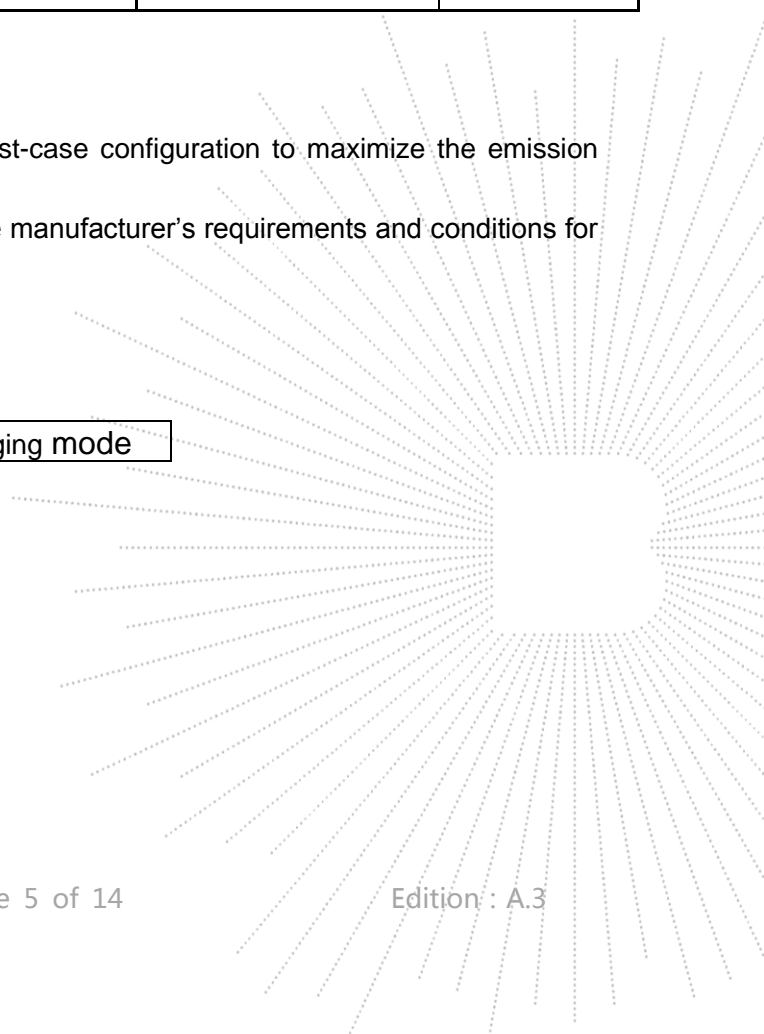 st-case configuration to maximize the emission
manufacturer's requirements and conditions for
ging mode
e 5 of 14 Edition : A.3